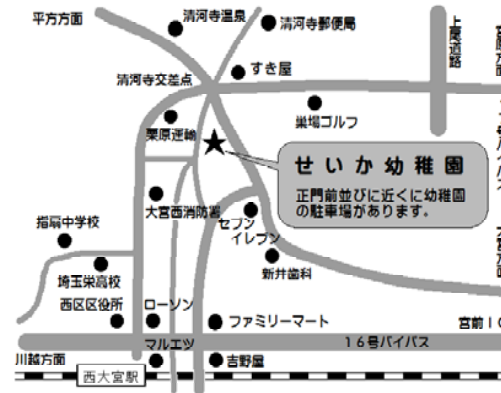 平方方面
清河寺温泉
清河寺郵便局
上尾道路
清河寺交差点
すき屋
巣場ゴルフ
栗原運輸
せいか幼稚園
正門前並びに近くに幼稚園
の駐車場があります。
大宮西消防署
セブン
イレブン
指扇中学校
新井歯科
埼玉栄高校
西区区役所
ローソン
ファミリーマート
宮前IC
マルエツ
16号バイパス
川越方面
吉野屋
西大宮駅